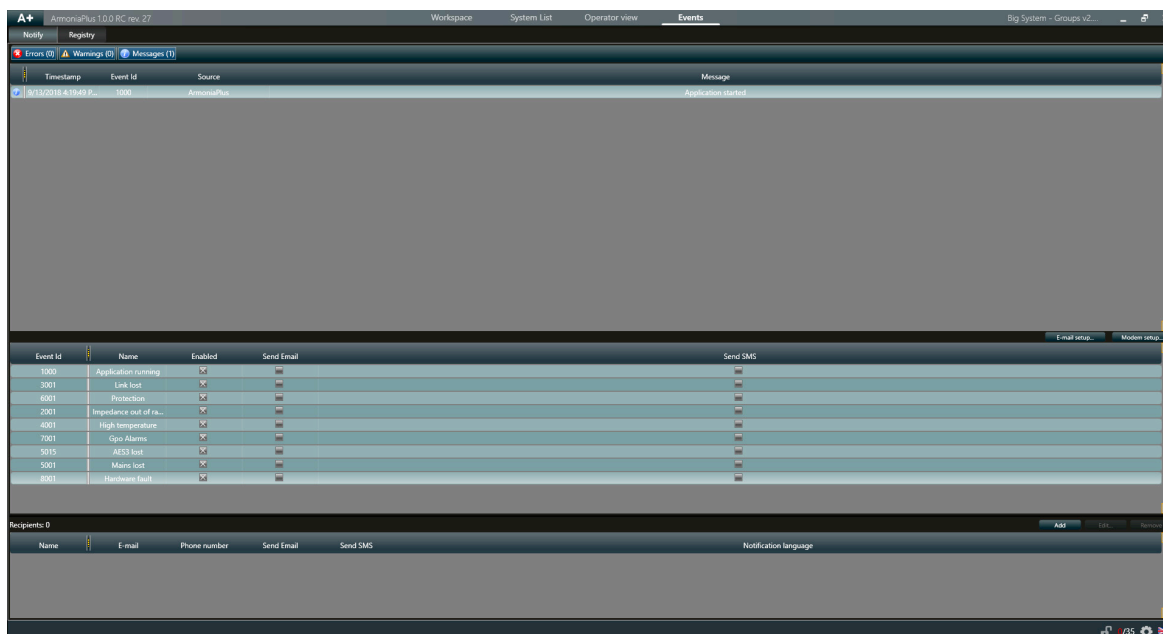 A+ ArmoniaPlus 1.0.0 RC rev. 27 Workspace System List Operator view Events Big System - Groups v2...
Notify Registry
Errors (0) Warnings (0) Messages (1)
Timestamp Event Id Source Message
9/13/2018 4:19:49 P... 1000 ArmoniaPlus Application started
E-mail setup... Modem setup...
Event Id Name Enabled Send Email Send SMS
1000 Application running
3001 Link lost
6001 Protection
2001 Impedance out of ra...
4001 High temperature
7001 Gpo Alarms
5015 AES3 lost
5001 Mains lost
8001 Hardware fault
Recipients: 0 Add Edit... Remove
Name E-mail Phone number Send Email Send SMS Notification language
/35